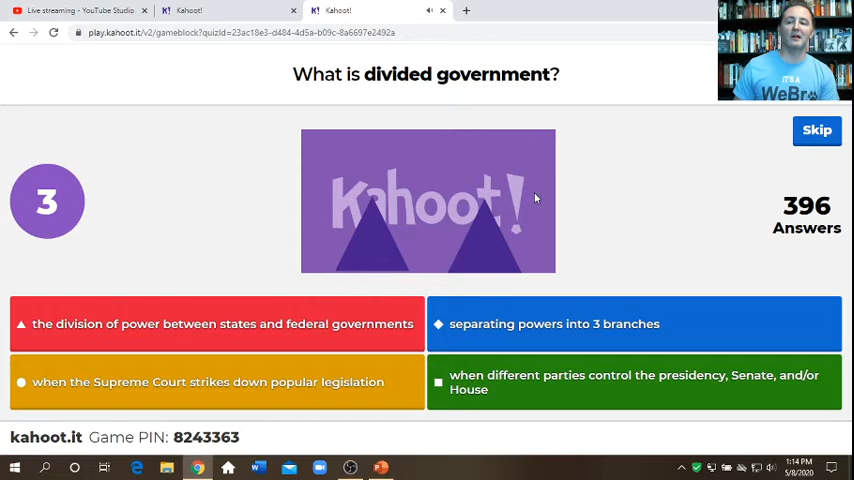 Live streaming - YouTube Studio
Kahoot!
Kahoot!
play.kahoot.it/v2/gameblock?quizId=23ac18e3-d484-4d5a-b09c-8a6697e2492a
What is divided government?
IT'S A
WeBro
Skip
3
Kahoot!
396
Answers
the division of power between states and federal governments
separating powers into 3 branches
when the Supreme Court strikes down popular legislation
when different parties control the presidency, Senate, and/or
House
kahoot.it Game PIN: 8243363
1:14 PM
5/8/2020